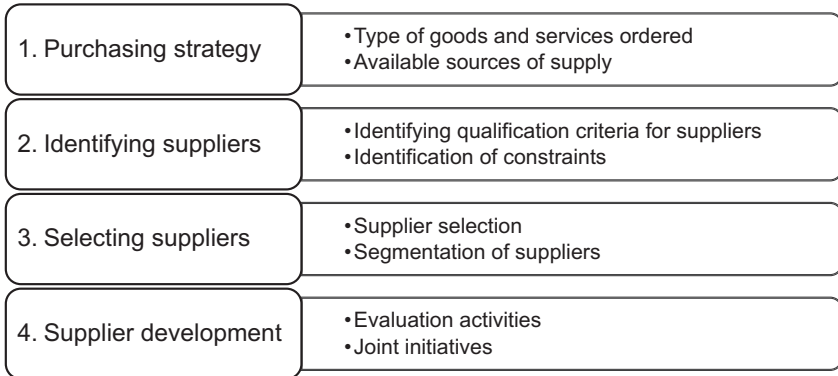 1. Purchasing strategy
•Type of goods and services ordered
•Available sources of supply
2. Identifying suppliers
•Identifying qualification criteria for suppliers
•Identification of constraints
3. Selecting suppliers
•Supplier selection
•Segmentation of suppliers
4. Supplier development
•Evaluation activities
•Joint initiatives